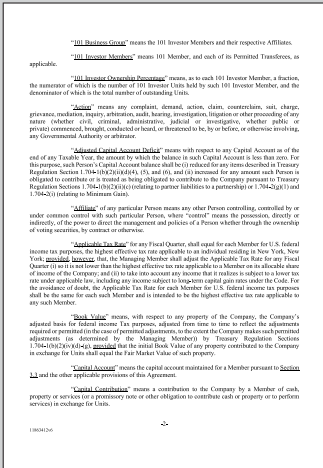 "101 Business Group" means the 101 Investor Members and their respective Affiliates.
"101 Investor Members" means 101 Member, and each of its Permitted Transferees, as
applicable.
"101 Investor Ownership Percentage" means, as to each 101 Investor Member, a fraction,
the numerator of which is the number of 101 Investor Units held by such 101 Investor Member, and the
denominator of which is the total number of outstanding Units.
"Action" means any complaint, demand, action, claim, counterclaim, suit, charge,
grievance, mediation, inquiry, arbitration, audit, hearing, investigation, litigation or other proceeding of any
nature (whether civil, criminal, administrative, judicial or investigative, whether public or
private) commenced, brought, conducted or heard, or threatened to be, by or before, or otherwise involving,
any Governmental Authority or arbitrator.
"Adjusted Capital Account Deficit" means with respect to any Capital Account as of the
end of any Taxable Year, the amount by which the balance in such Capital Account is less than zero. For
this purpose, such Person's Capital Account balance shall be (i) reduced for any items described in Treasury
Regulation Section 1.704-1(b)(2)(ii)(d)(4), (5), and (6), and (ii) increased for any amount such Person is
obligated to contribute or is treated as being obligated to contribute to the Company pursuant to Treasury
Regulation Sections 1.704-1(b)(2)(ii)(c) (relating to partner liabilities to a partnership) or 1.704-2(g)(1) and
1.704-2(i) (relating to Minimum Gain).
"Affiliate" of any particular Person means any other Person controlling, controlled by or
under common control with such particular Person, where "control" means the possession, directly or
indirectly, of the power to direct the management and policies of a Person whether through the ownership
of voting securities, by contract or otherwise.
"Applicable Tax Rate" for any Fiscal Quarter, shall equal for each Member for U.S. federal
income tax purposes, the highest effective tax rate applicable to an individual residing in New York, New
York; provided, however, that, the Managing Member shall adjust the Applicable Tax Rate for any Fiscal
Quarter (i) so it is no lower than the highest effective tax rate applicable to a Member on its allocable share
of income of the Company; and (ii) to take into account any income that it realizes is subject to a lower tax
rate under applicable law, including any income subject to long-term capital gain rates under the Code. For
the avoidance of doubt, the Applicable Tax Rate for each Member for U.S. federal income tax purposes
shall be the same for each such Member and is intended to be the highest effective tax rate applicable to
any such Member.
"Book Value" means, with respect to any property of the Company, the Company's
adjusted basis for federal income Tax purposes, adjusted from time to time to reflect the adjustments
required or permitted (in the case of permitted adjustments, to the extent the Company makes such permitted
adjustments (as determined by the Managing Member)) by Treasury Regulation Sections
1.704-1(b)(2)(iv)(d)-(g), provided that the initial Book Value of any property contributed to the Company
in exchange for Units shall equal the Fair Market Value of such property.
"Capital Account" means the capital account maintained for a Member pursuant to Section
3.3 and the other applicable provisions of this Agreement.
"Capital Contribution" means a contribution to the Company by a Member of cash,
property or services (or a promissory note or other obligation to contribute cash or property or to perform
services) in exchange for Units.
-2-